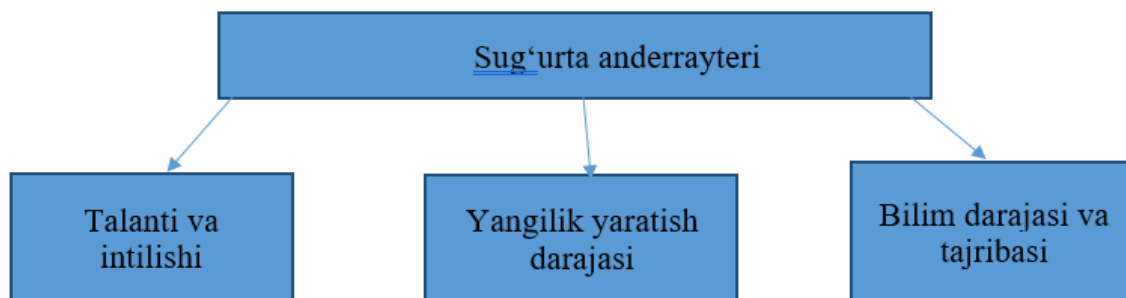 Sug‘urta anderrayteri
Talanti va
intilishi
Yangilik yaratish
darajasi
Bilim darajasi va
tajribasi